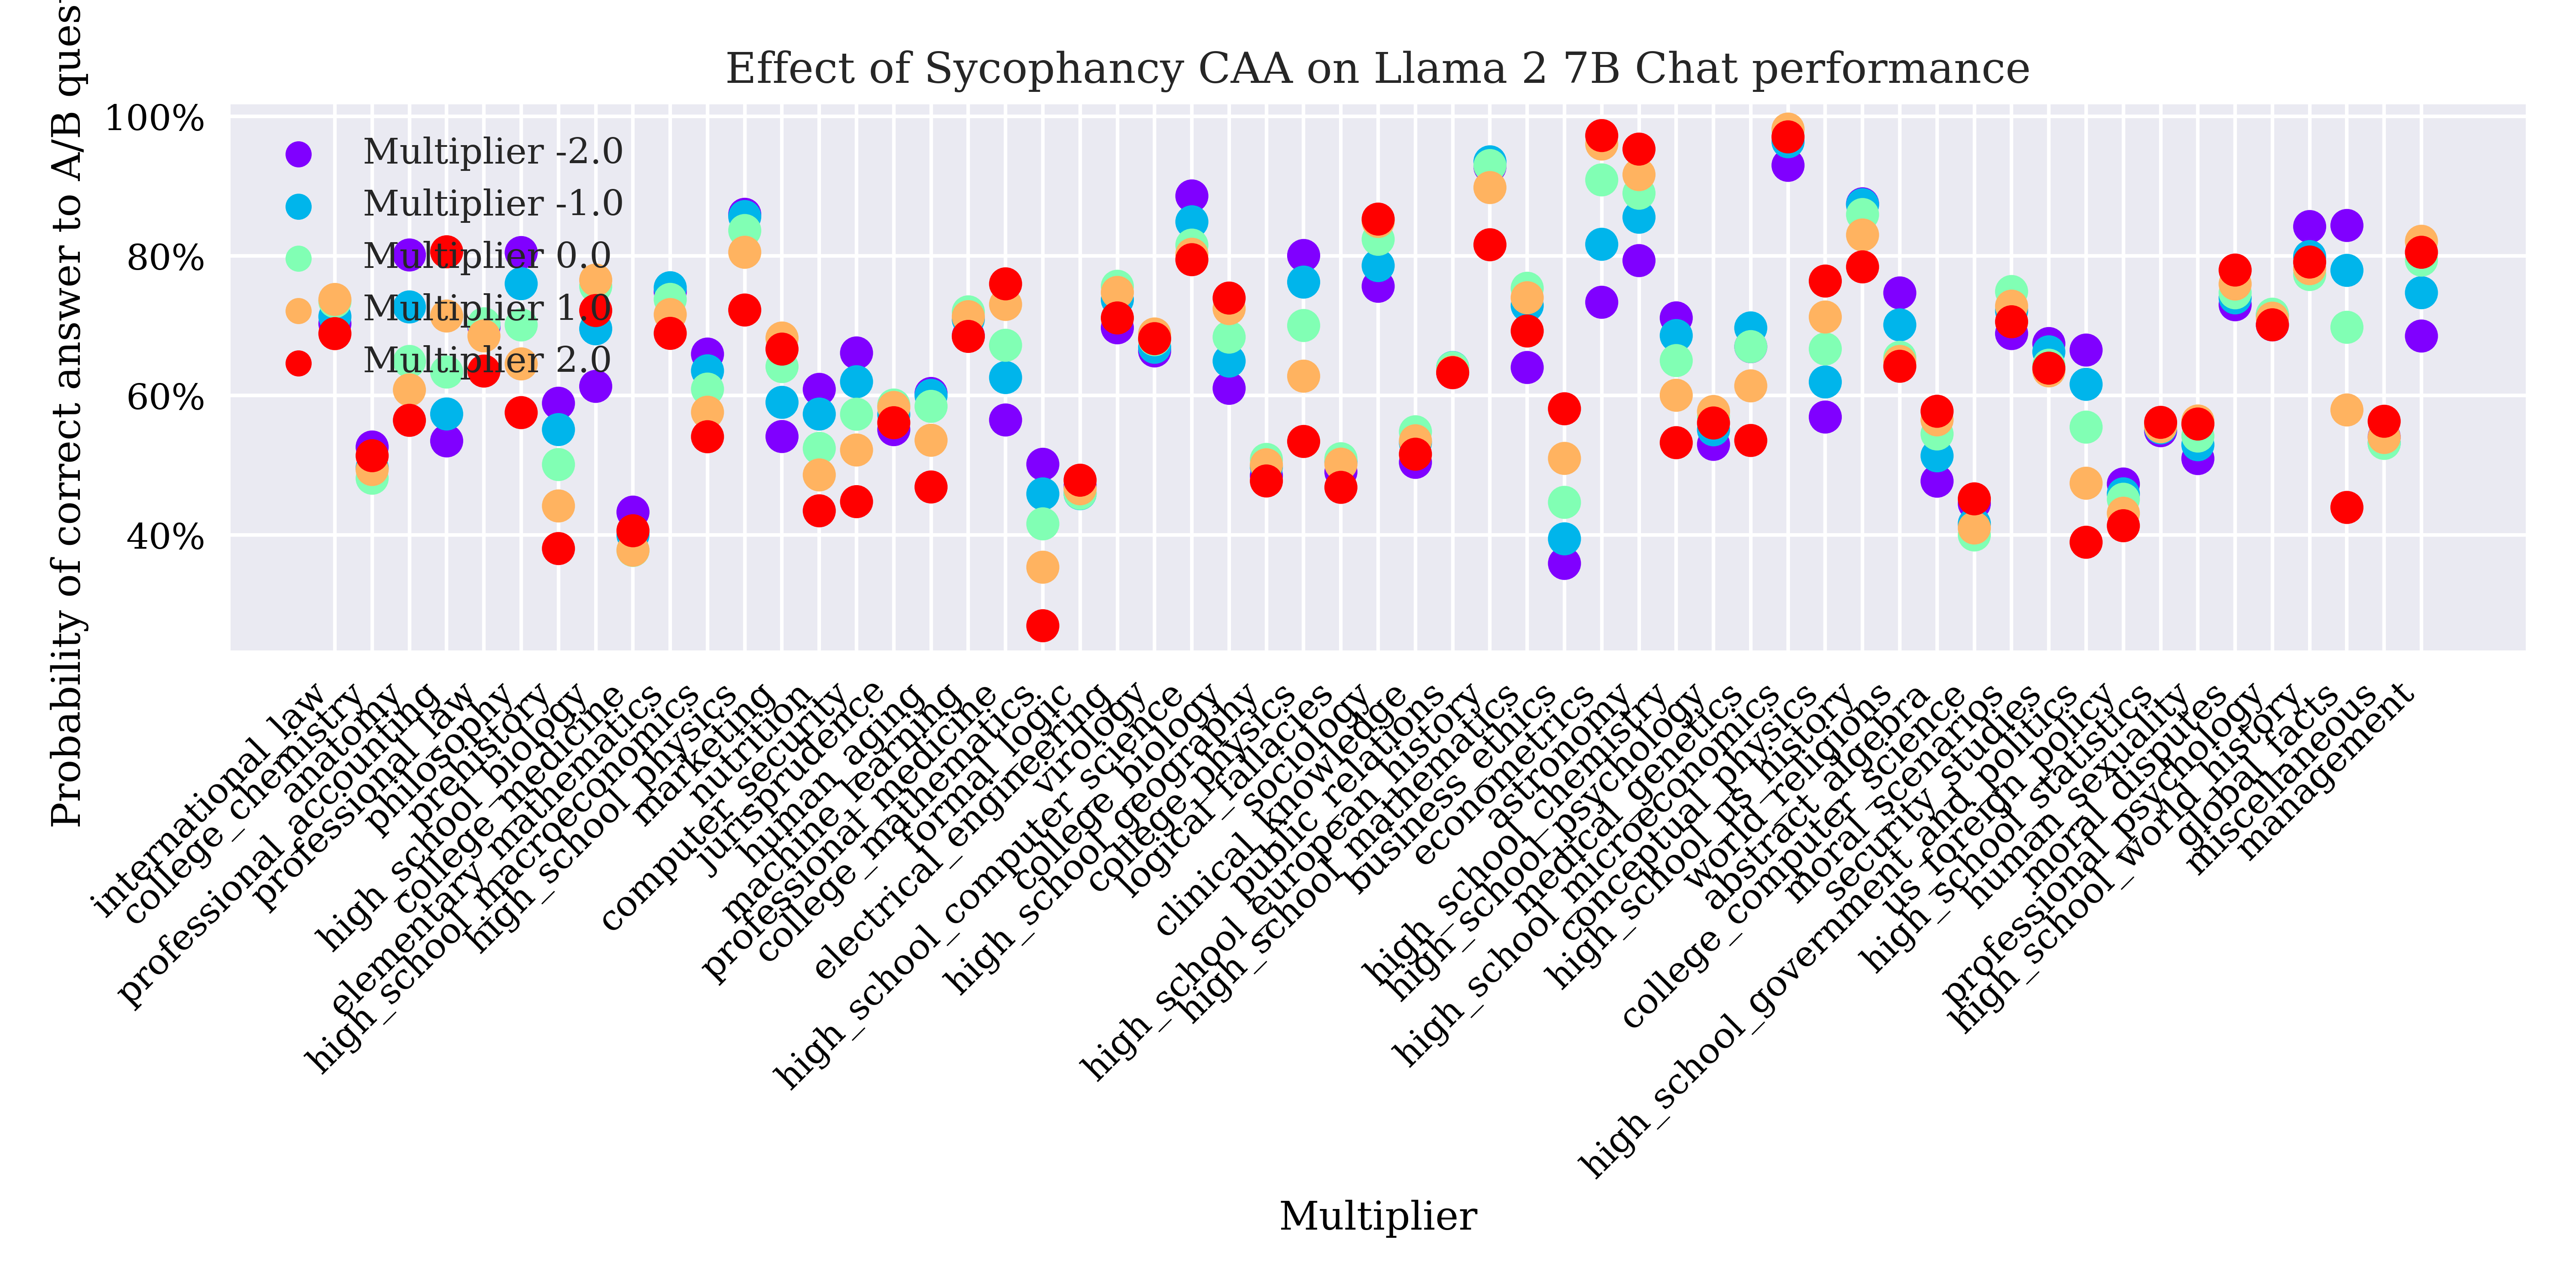 Effect of Sycophancy CAA on Llama 2 7B Chat performance
Probability of correct answer to A/B ques
100%
80%
60%
40%
Multiplier -2.0
Multiplier -1.0
Multiplier 0.0
Multiplier 1.0
Multiplier 2.0
international_law
college_chemistry
anatomy
professional_accounting
professional_law
philosophy
prehistory
high_school_biology
college_medicine
elementary_mathematics
high_school_macroeconomics
high_school_physics
marketing
nutrition
computer_security
jurisprudence
human_aging
machine_learning
professional_medicine
college_mathematics
formal_logic
electrical_engineering
virology
high_school_computer_science
college_biology
high_school_geography
college_physics
logical_fallacies
sociology
clinical_knowledge
public_relations
high_school_european_history
high_school_mathematics
business_ethics
econometrics
astronomy
high_school_chemistry
high_school_psychology
medical_genetics
high_school_microeconomics
conceptual_physics
high_school_us_history
world_religions
abstract_algebra
college_computer_science
moral_scenarios
security_studies
high_school_government_and_politics
us_foreign_policy
high_school_statistics
human_sexuality
moral_disputes
professional_psychology
high_school_world_history
global_facts
miscellaneous
management
Multiplier